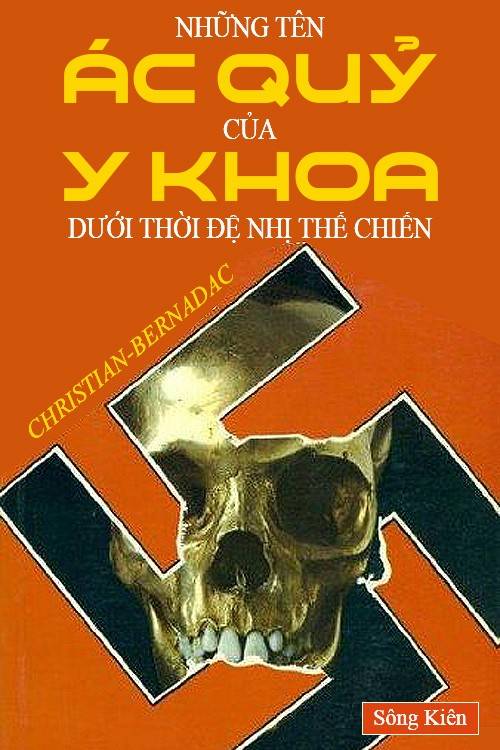 NHỮNG TÊN
ÁC QUỶ
CỦA
Y KHOA
DƯỚI THỜI ĐỆ NHỊ THẾ CHIẾN
CHRISTIAN-BERNADAC
Sông Kiên